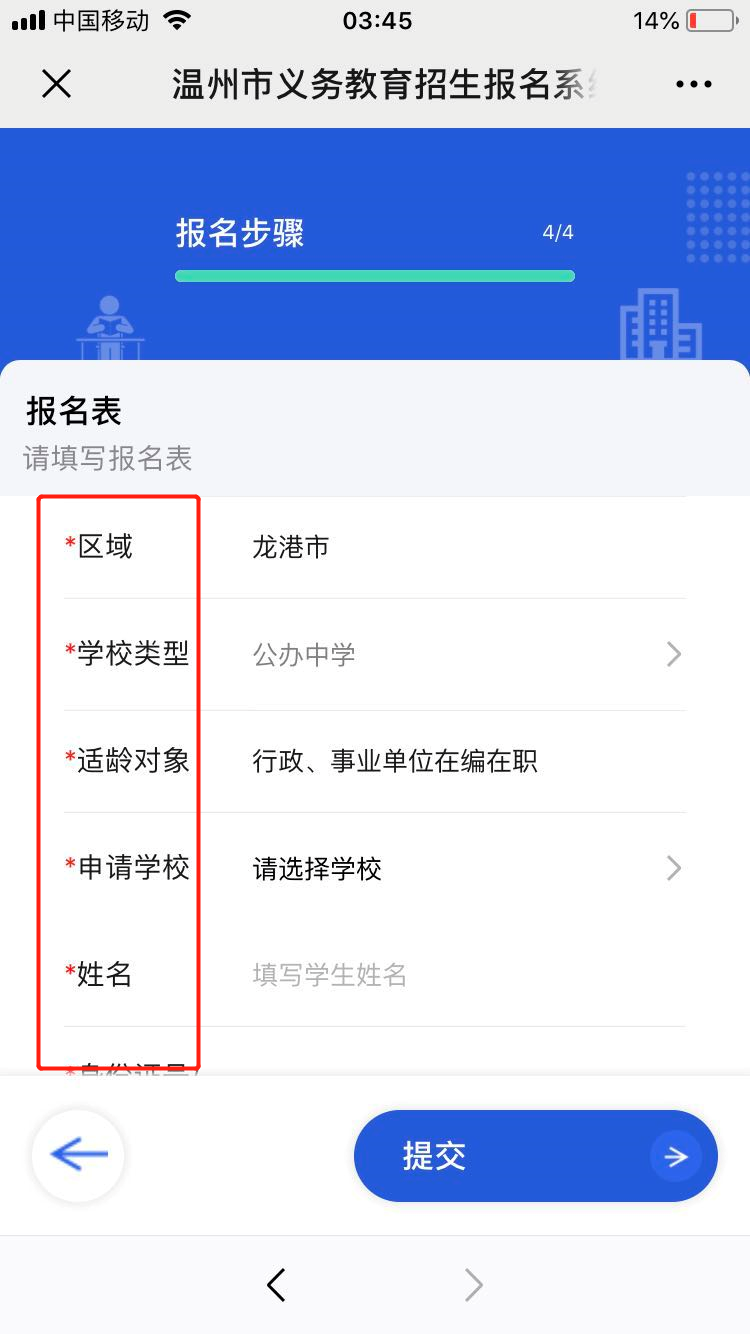 中国移动
03:45
14%
温州市义务教育招生报名系
报名步骤
4/4
报名表
请填写报名表
*区域
龙港市
*学校类型
公办中学
*适龄对象
行政、事业单位在编在职
*申请学校
请选择学校
*姓名
填写学生姓名
提交